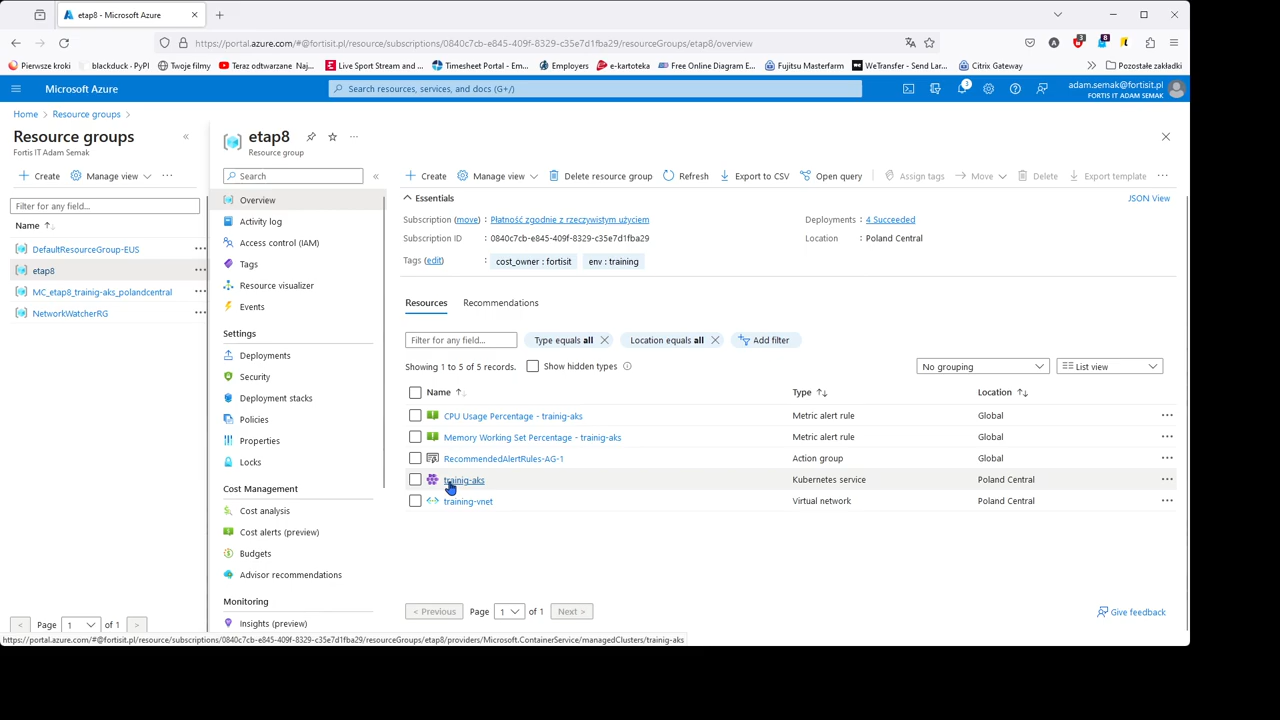 etap8 - Microsoft Azure
https://portal.azure.com/#@fortisit.pl/resource/subscriptions/0840c7cb-e845-409f-8329-c35e7d1fba29/resourceGroups/etap8/overview
3
8
Pierwsze kroki
blackduck · PyPI
Twoje filmy
Teraz odtwarzane Naj...
Live Sport Stream and ...
Timesheet Portal - Em...
Employers
e-kartoteka
Free Online Diagram E...
Fujitsu Masterfarm
WeTransfer - Send Lar...
Citrix Gateway
Pozostałe zakładki
Microsoft Azure
Search resources, services, and docs (G+/)
3
adam.semak@fortisit.pl
FORTIS IT ADAM SEMAK
Home > Resource groups >
Resource groups
Fortis IT Adam Semak
Create
Manage view
Filter for any field...
Name
DefaultResourceGroup-EUS
etap8
MC_etap8_trainig-aks_polandcentral
NetworkWatcherRG
< Page 1 of 1 >
etap8
Resource group
Search
Overview
Activity log
Access control (IAM)
Tags
Resource visualizer
Events
Settings
Deployments
Security
Deployment stacks
Policies
Properties
Locks
Cost Management
Cost analysis
Cost alerts (preview)
Budgets
Advisor recommendations
Monitoring
Insights (preview)
Create
Manage view
Delete resource group
Refresh
Export to CSV
Open query
Assign tags
Move
Delete
Export template
Essentials
JSON View
Subscription (move) : Płatność zgodnie z rzeczywistym użyciem
Deployments : 4 Succeeded
Subscription ID : 0840c7cb-e845-409f-8329-c35e7d1fba29
Location : Poland Central
Tags (edit) : cost_owner : fortisit env : training
Resources
Recommendations
Filter for any field...
Type equals all
Location equals all
Add filter
Showing 1 to 5 of 5 records.
Show hidden types
No grouping
List view
Name Type Location
CPU Usage Percentage - trainig-aks Metric alert rule Global
Memory Working Set Percentage - trainig-aks Metric alert rule Global
RecommendedAlertRules-AG-1 Action group Global
trainig-aks Kubernetes service Poland Central
training-vnet Virtual network Poland Central
< Previous Page 1 of 1 Next >
Give feedback
https://portal.azure.com/#@fortisit.pl/resource/subscriptions/0840c7cb-e845-409f-8329-c35e7d1fba29/resourceGroups/etap8/providers/Microsoft.ContainerService/managedClusters/trainig-aks